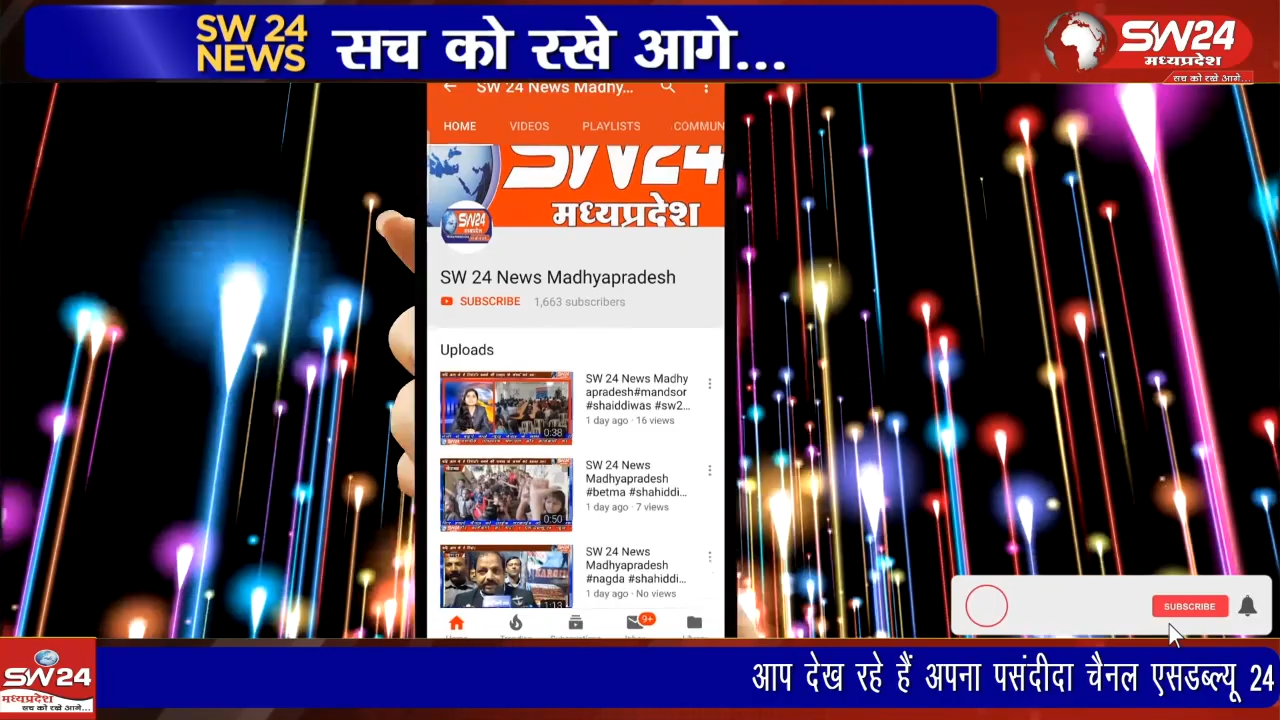 SW 24
NEWS
सच को रखे आगे...
SW24
मध्यप्रदेश
सच को रखे आगे...
SW 24 News Madhy...
HOME
VIDEOS
PLAYLISTS
COMMUN
SW24
मध्यप्रदेश
SW24
SW 24 News Madhyapradesh
SUBSCRIBE
1,663 subscribers
Uploads
SW 24 News Madhy
apradesh#mandsor
#shaiddiwas #sw2...
1 day ago · 16 views
0:38
SW 24 News
Madhyapradesh
#betma #shahiddi...
1 day ago · 7 views
0:50
SW 24 News
Madhyapradesh
#nagda #shahiddi...
1 day ago · No views
1:13
9+
SUBSCRIBE
SW24
मध्यप्रदेश
सच को रखे आगे...
आप देख रहे हैं अपना पसंदीदा चैनल एसडब्ल्यू 24